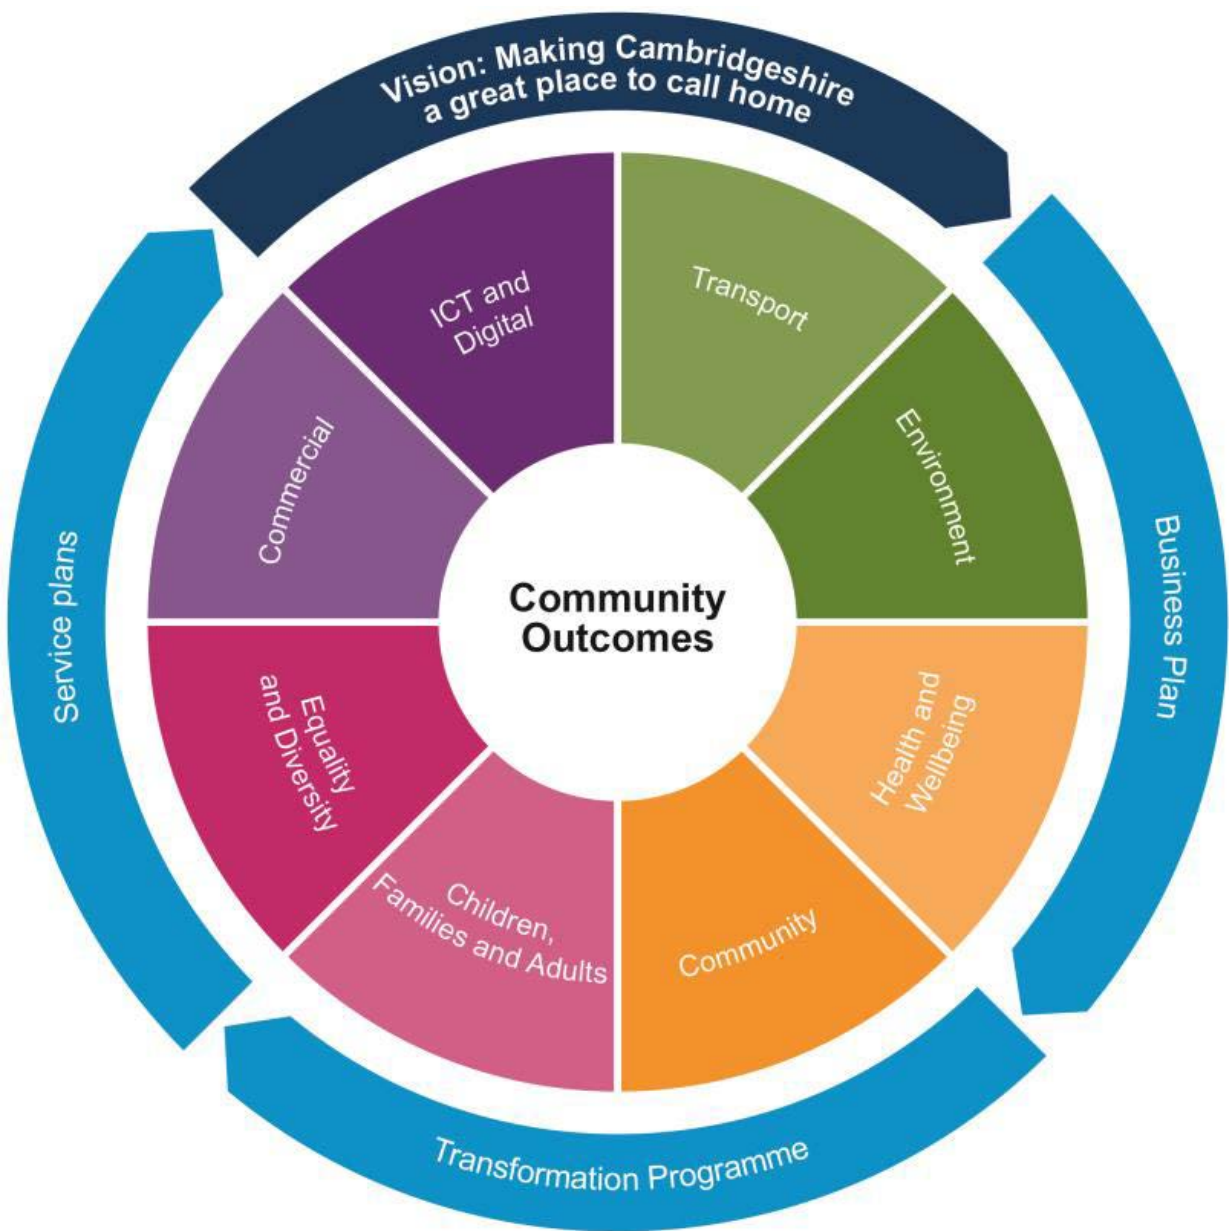 Vision: Making Cambridgeshire
a great place to call home
Business Plan
Transformation Programme
Service plans
Transport
Environment
Health and
Wellbeing
Community
Children,
Families and Adults
Equality
and Diversity
Commercial
ICT and
Digital
Community
Outcomes